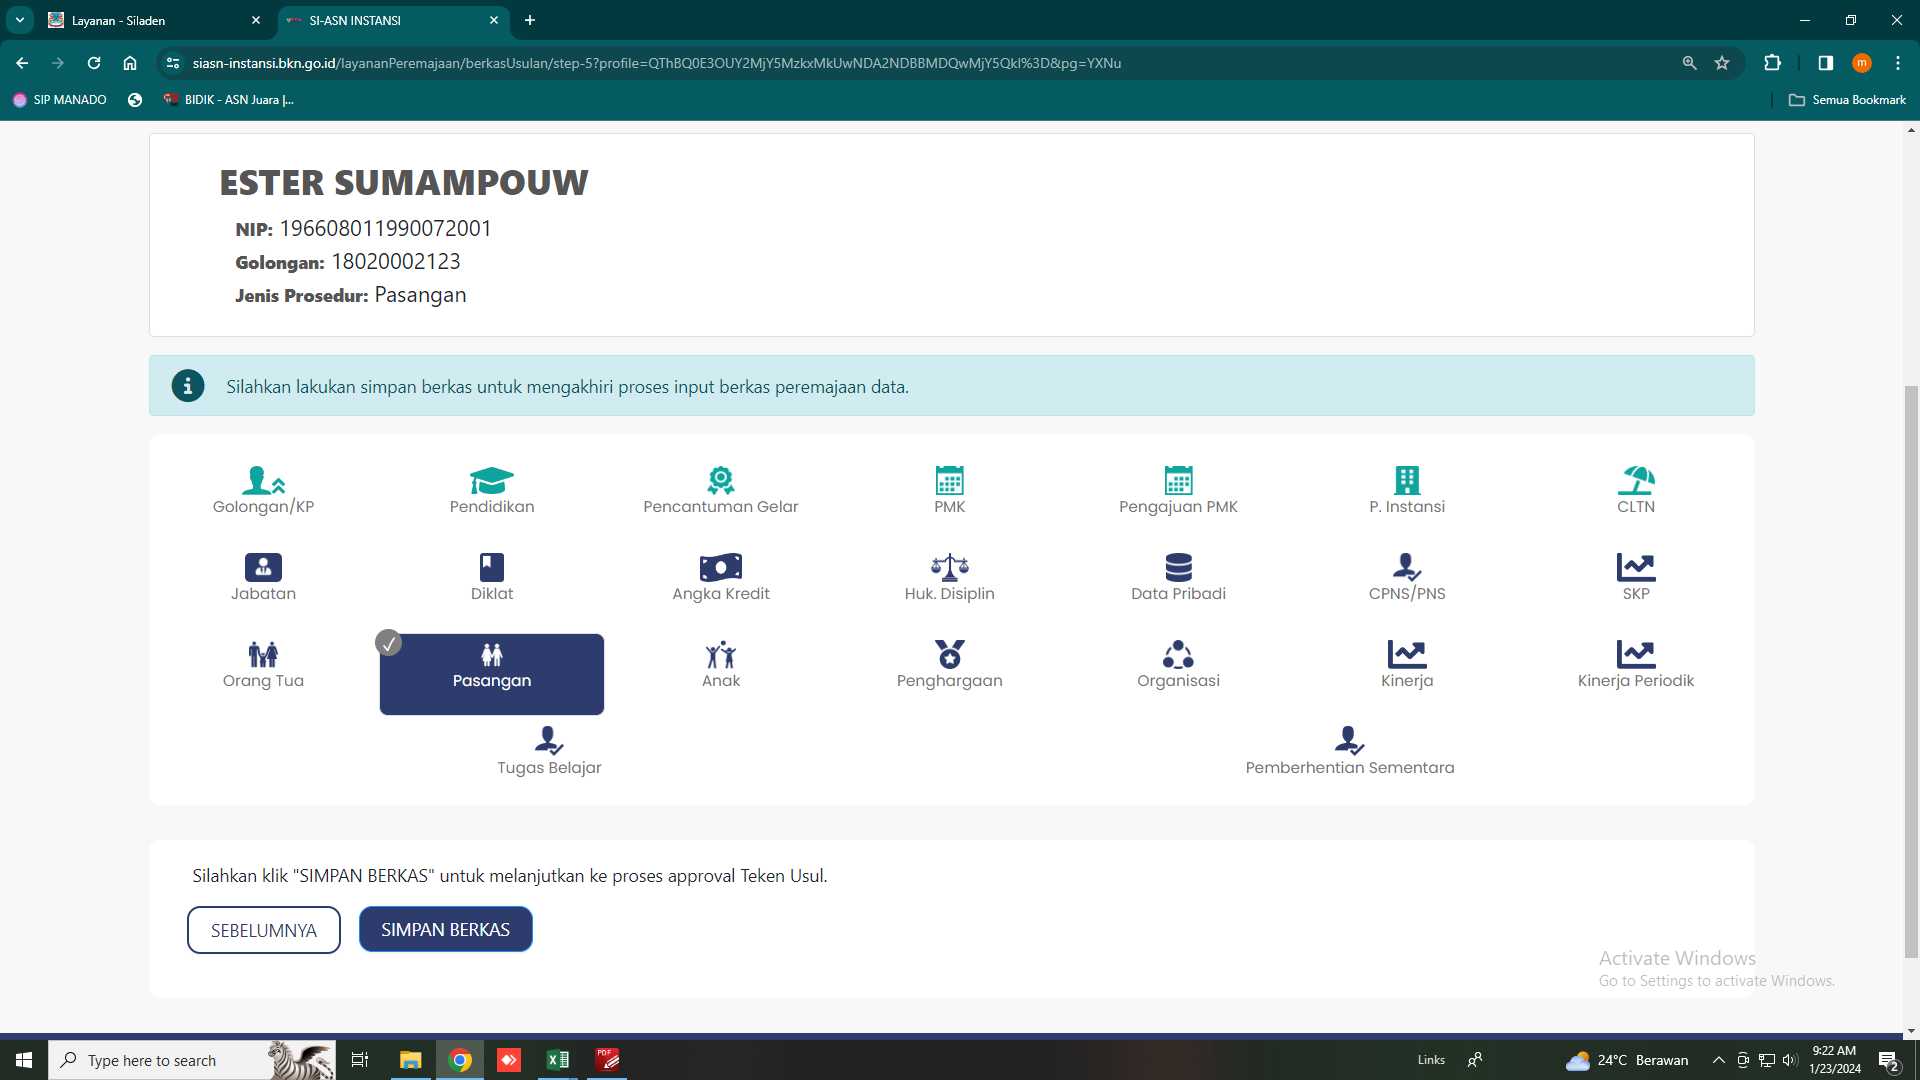 Layanan - Siladen
SI-ASN INSTANSI
siasn-instansi.bkn.go.id/layananPeremajaan/berkasUsulan/step-5?profile=QThBQ0E3OUY2MjY5MzkxMkUwNDA2NDBBMDQwMjY5QkI%3D&pg=YXNu
m
SIP MANADO
BIDIK - ASN Juara |...
Semua Bookmark
ESTER SUMAMPOUW
NIP: 196608011990072001
Golongan: 18020002123
Jenis Prosedur: Pasangan
Silahkan lakukan simpan berkas untuk mengakhiri proses input berkas peremajaan data.
Golongan/KP
Pendidikan
Pencantuman Gelar
PMK
Pengajuan PMK
P. Instansi
CLTN
Jabatan
Diklat
Angka Kredit
Huk. Disiplin
Data Pribadi
CPNS/PNS
SKP
Orang Tua
Pasangan
Anak
Penghargaan
Organisasi
Kinerja
Kinerja Periodik
Tugas Belajar
Pemberhentian Sementara
Silahkan klik "SIMPAN BERKAS" untuk melanjutkan ke proses approval Teken Usul.
SEBELUMNYA
SIMPAN BERKAS
Activate Windows
Go to Settings to activate Windows.
Type here to search
PDF
Links
24°C Berawan
9:22 AM
1/23/2024
2